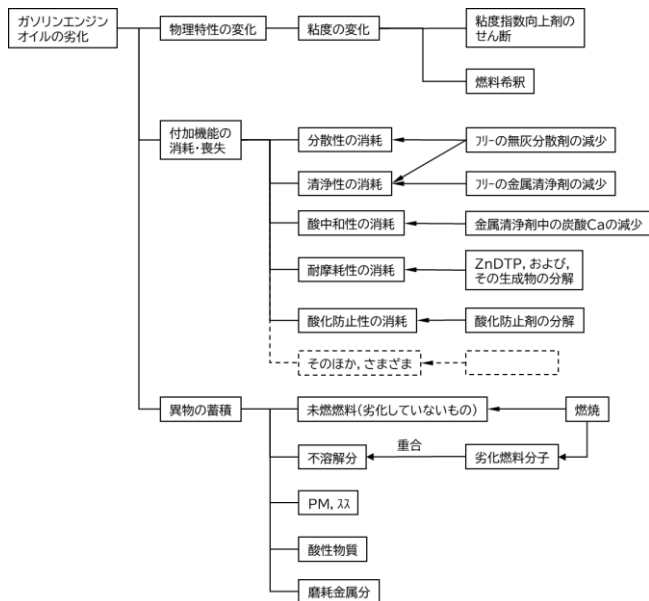 ガソリンエンジン
オイルの劣化
物理特性の変化
粘度の変化
粘度指数向上剤の
せん断
燃料希釈
付加機能の
消耗・喪失
分散性の消耗
ﾌﾘｰの無灰分散剤の減少
清浄性の消耗
ﾌﾘｰの金属清浄剤の減少
酸中和性の消耗
金属清浄剤中の炭酸Caの減少
耐摩耗性の消耗
ZnDTP, および,
その生成物の分解
酸化防止性の消耗
酸化防止剤の分解
そのほか, さまざま
異物の蓄積
未燃燃料(劣化していないもの)
燃焼
不溶解分
重合
劣化燃料分子
PM, ｽｽ
酸性物質
磨耗金属分